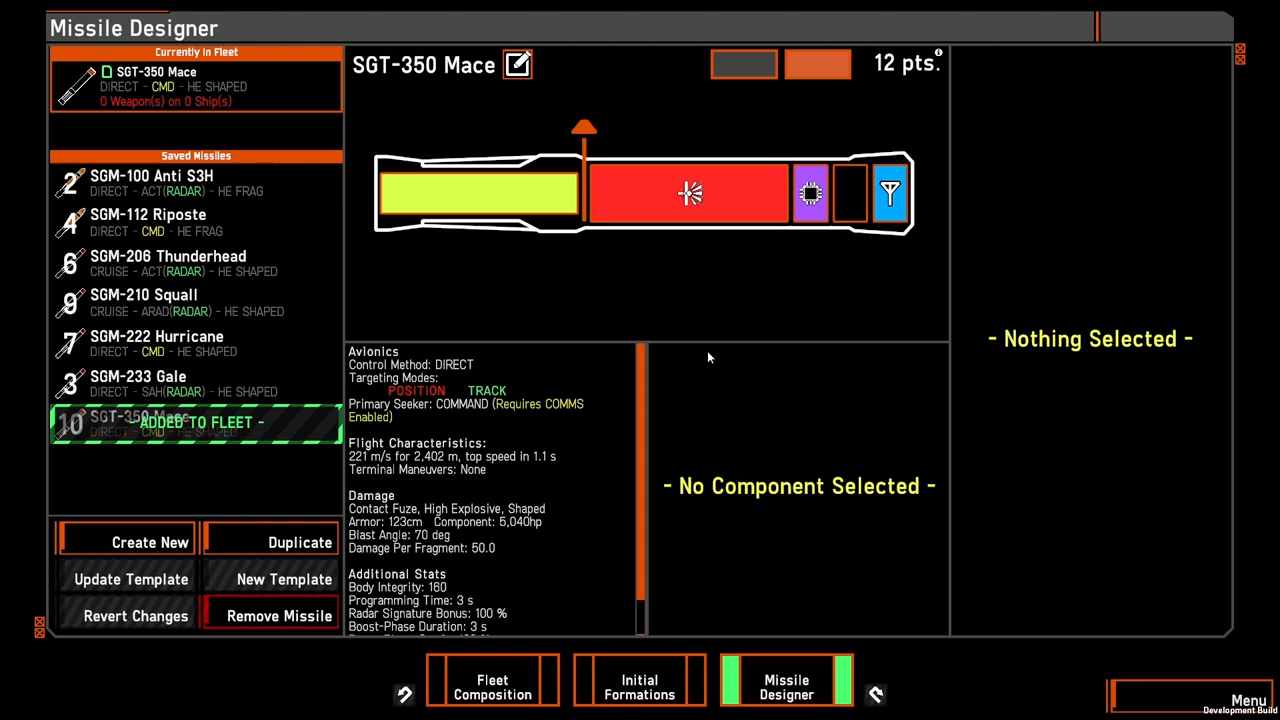 Missile Designer
Currently In Fleet
SGT-350 Mace
DIRECT - CMD - HE SHAPED
0 Weapon(s) on 0 Ship(s)
Saved Missiles
2 SGM-100 Anti S3H
DIRECT - ACT(RADAR) - HE FRAG
4 SGM-112 Riposte
DIRECT - CMD - HE FRAG
6 SGM-206 Thunderhead
CRUISE - ACT(RADAR) - HE SHAPED
9 SGM-210 Squall
CRUISE - ARAD(RADAR) - HE SHAPED
7 SGM-222 Hurricane
DIRECT - CMD - HE SHAPED
3 SGM-233 Gale
DIRECT - SAH(RADAR) - HE SHAPED
10 SGT-350 Mace
- ADDED TO FLEET -
DIRECT - CMD - HE SHAPED
Create New
Duplicate
Update Template
New Template
Revert Changes
Remove Missile
SGT-350 Mace
12 pts.
Avionics
Control Method: DIRECT
Targeting Modes:
POSITION TRACK
Primary Seeker: COMMAND (Requires COMMS
Enabled)
Flight Characteristics:
221 m/s for 2,402 m, top speed in 1.1 s
Terminal Maneuvers: None
Damage
Contact Fuze, High Explosive, Shaped
Armor: 123cm Component: 5,040hp
Blast Angle: 70 deg
Damage Per Fragment: 50.0
Additional Stats
Body Integrity: 160
Programming Time: 3 s
Radar Signature Bonus: 100 %
Boost-Phase Duration: 3 s
- No Component Selected -
- Nothing Selected -
Fleet
Composition
Initial
Formations
Missile
Designer
Menu
Development Build